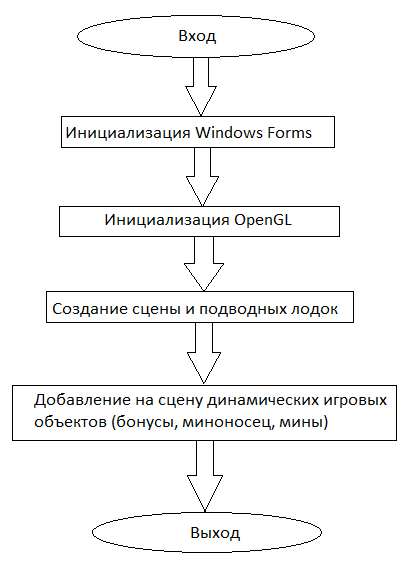 Вход
Инициализация Windows Forms
Инициализация OpenGL
Создание сцены и подводных лодок
Добавление на сцену динамических игровых
объектов (бонусы, миноносец, мины)
Выход